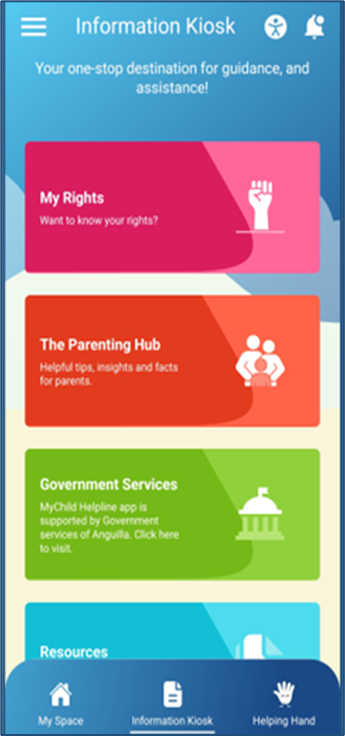 Information Kiosk
Your one-stop destination for guidance, and
assistance!
My Rights
Want to know your rights?
The Parenting Hub
Helpful tips, insights and facts
for parents.
Government Services
MyChild Helpline app is
supported by Government
services of Anguilla. Click here
to visit.
Resources
My Space
Information Kiosk
Helping Hand